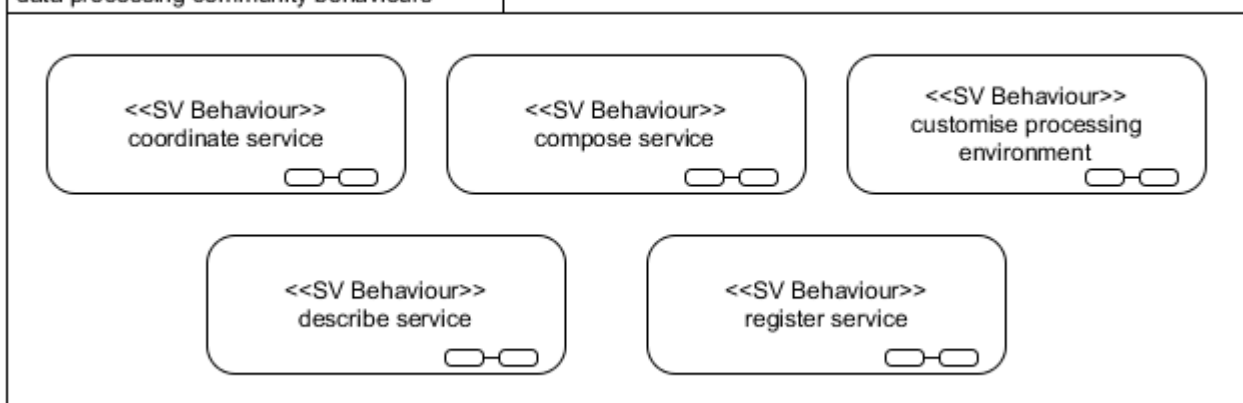 data processing community behaviours
<<SV Behaviour>>
coordinate service
<<SV Behaviour>>
compose service
<<SV Behaviour>>
customise processing
environment
<<SV Behaviour>>
describe service
<<SV Behaviour>>
register service